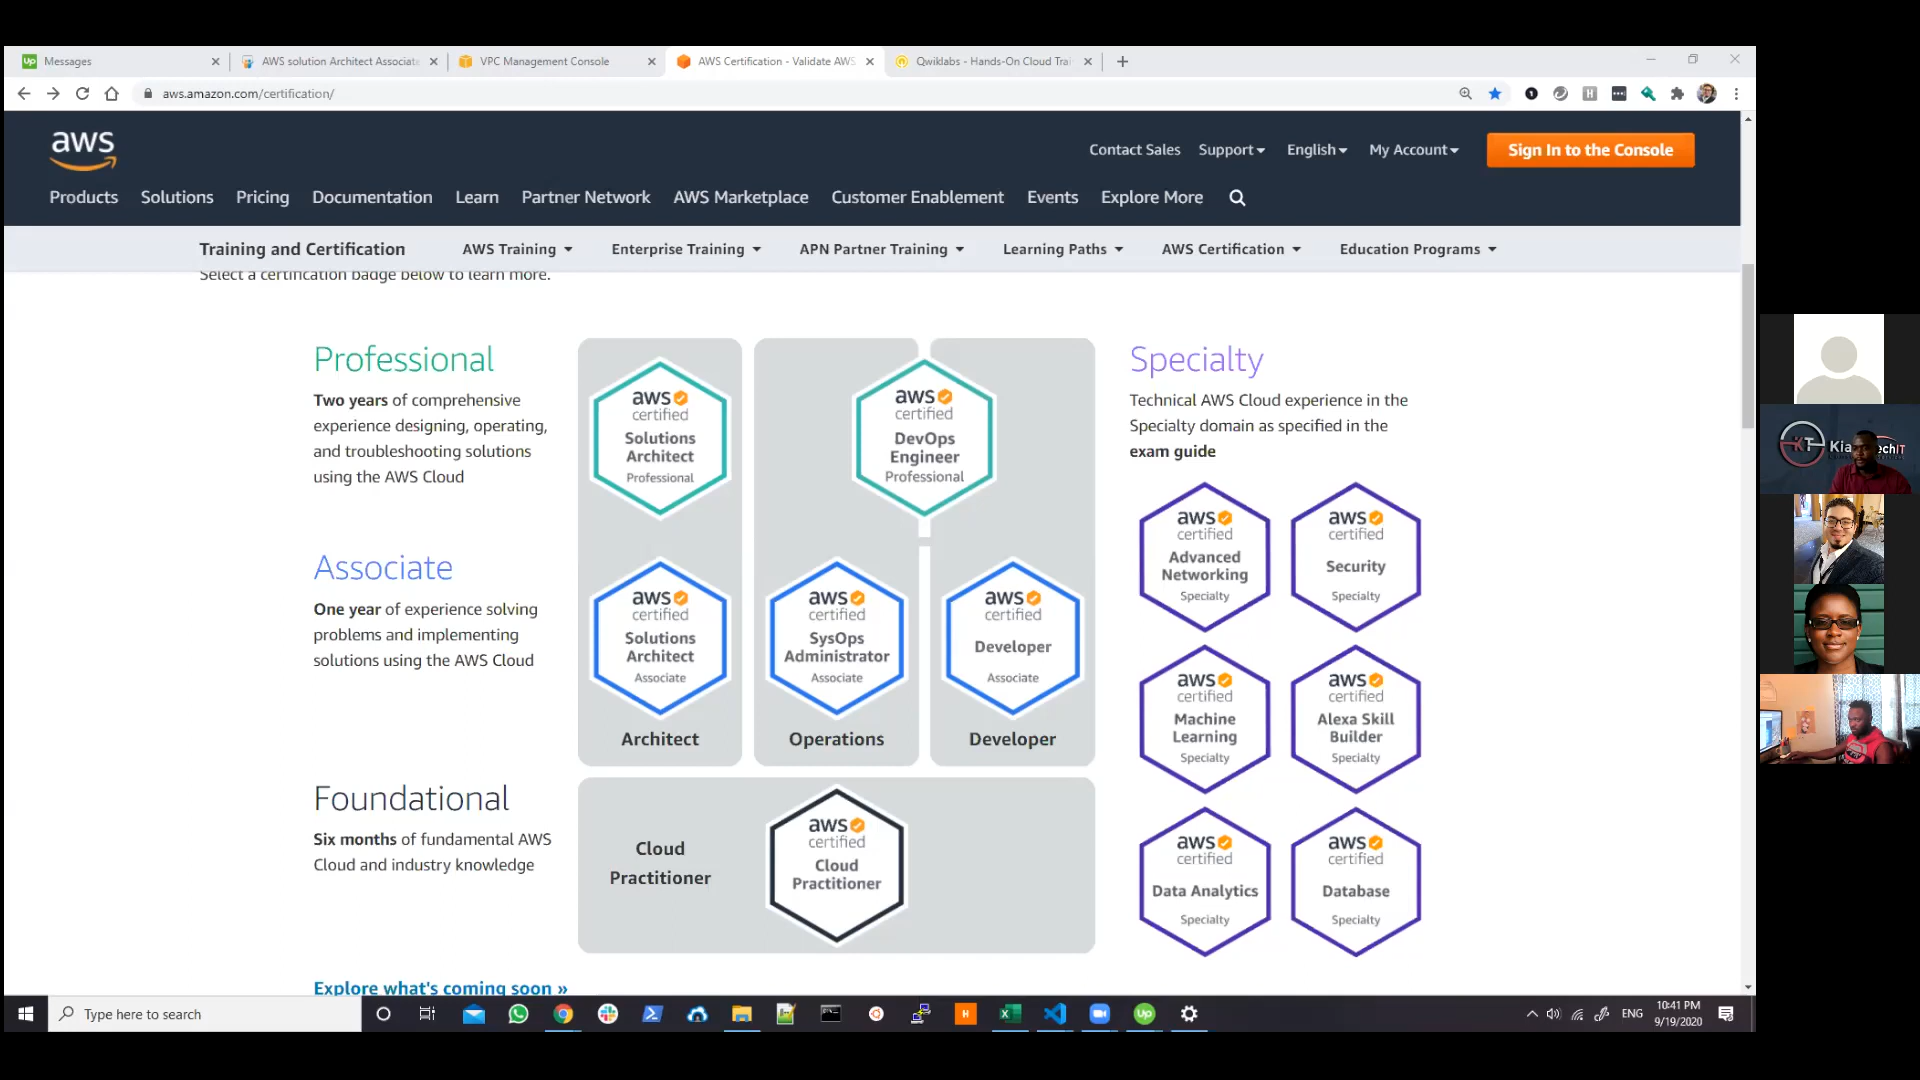 Messages
AWS solution Architect Associate
VPC Management Console
AWS Certification - Validate AWS
Qwiklabs - Hands-On Cloud Trai
aws.amazon.com/certification/
aws
Contact Sales
Support
English
My Account
Sign In to the Console
Products
Solutions
Pricing
Documentation
Learn
Partner Network
AWS Marketplace
Customer Enablement
Events
Explore More
Training and Certification
AWS Training
Enterprise Training
APN Partner Training
Learning Paths
AWS Certification
Education Programs
Select a certification badge below to learn more.
Professional
Two years of comprehensive
experience designing, operating,
and troubleshooting solutions
using the AWS Cloud
aws
certified
Solutions
Architect
Professional
aws
certified
DevOps
Engineer
Professional
Associate
One year of experience solving
problems and implementing
solutions using the AWS Cloud
aws
certified
Solutions
Architect
Associate
aws
certified
SysOps
Administrator
Associate
aws
certified
Developer
Associate
Architect
Operations
Developer
Foundational
Six months of fundamental AWS
Cloud and industry knowledge
Cloud
Practitioner
aws
certified
Cloud
Practitioner
Specialty
Technical AWS Cloud experience in the
Specialty domain as specified in the
exam guide
aws
certified
Advanced
Networking
Specialty
aws
certified
Security
Specialty
aws
certified
Machine
Learning
Specialty
aws
certified
Alexa Skill
Builder
Specialty
aws
certified
Data Analytics
Specialty
aws
certified
Database
Specialty
Explore what's coming soon »
Type here to search
ENG
10:41 PM
9/19/2020
KT